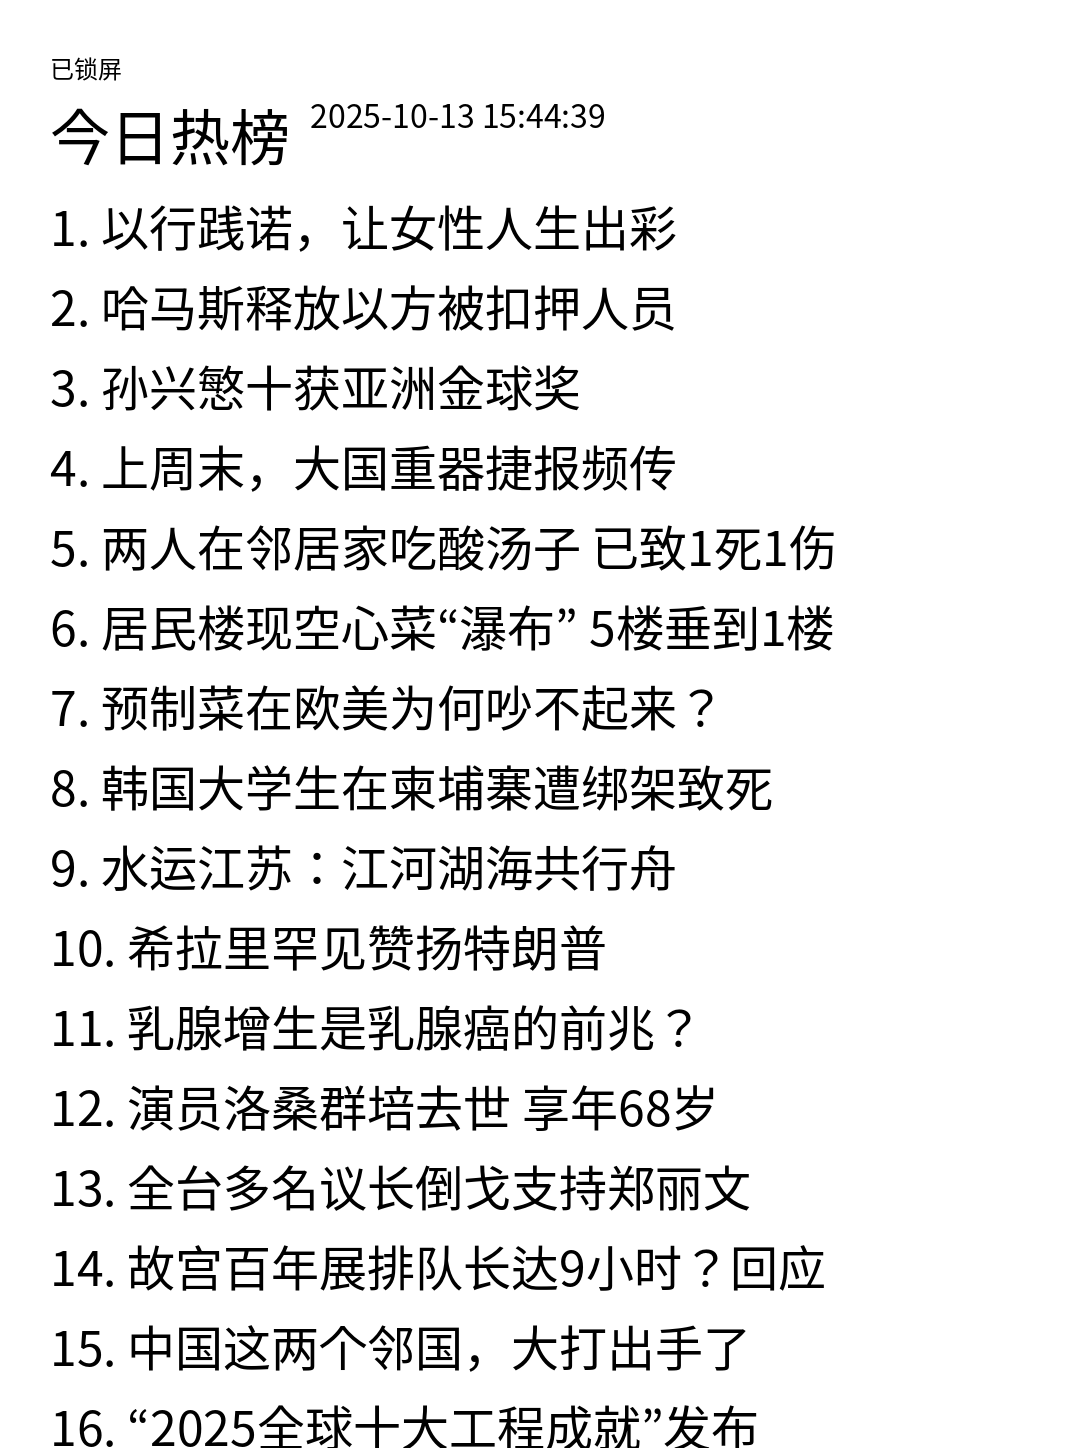 已锁屏
今日热榜 2025-10-13 15:44:39
1. 以行践诺，让女性人生出彩
2. 哈马斯释放以方被扣押人员
3. 孙兴慜十获亚洲金球奖
4. 上周末，大国重器捷报频传
5. 两人在邻居家吃酸汤子 已致1死1伤
6. 居民楼现空心菜“瀑布” 5楼垂到1楼
7. 预制菜在欧美为何吵不起来？
8. 韩国大学生在柬埔寨遭绑架致死
9. 水运江苏：江河湖海共行舟
10. 希拉里罕见赞扬特朗普
11. 乳腺增生是乳腺癌的前兆？
12. 演员洛桑群培去世 享年68岁
13. 全台多名议长倒戈支持郑丽文
14. 故宫百年展排队长达9小时？回应
15. 中国这两个邻国，大打出手了
16. “2025全球十大工程成就”发布